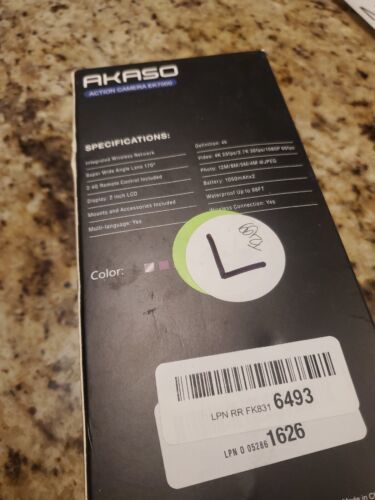 AKASO
ACTION CAMERA EK7000
SPECIFICATIONS:
Integrated Wireless Network
Super Wide Angle Lens 170°
2.4G Remote Control Included
Display: 2 inch LCD
Mounts and Accessories Included
Multi-language: Yes
Definition: 4K
Video: 4K 25fps/2.7K 30fps/1080P 60fps
Photo: 12M/8M/5M/4M @JPEG
Battery: 1050mAhx2
Waterproof Up to 98FT
Wireless Connection: Yes
Color:
L
LPN RR FK831 6493
LPN 0 05286 1626
Made in